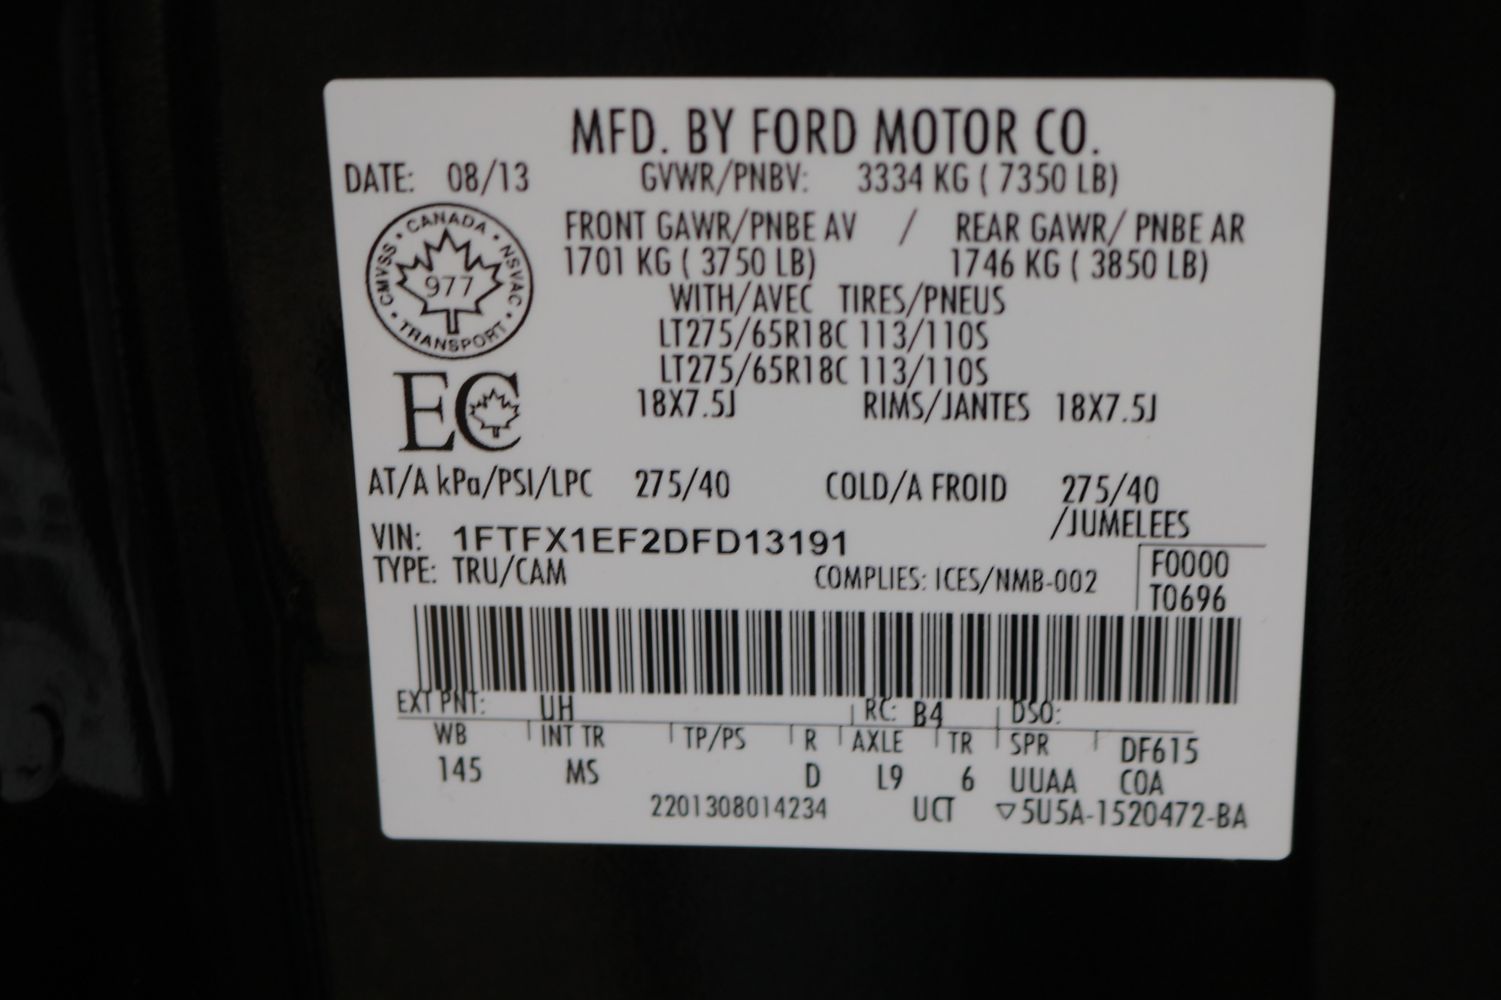 MFD. BY FORD MOTOR CO.
DATE: 08/13 GVWR/PNBV: 3334 KG ( 7350 LB)
CANADA
CMVSS · NSVAC
977
TRANSPORT
FRONT GAWR/PNBE AV / REAR GAWR/ PNBE AR
1701 KG ( 3750 LB) 1746 KG ( 3850 LB)
WITH/AVEC TIRES/PNEUS
LT275/65R18C 113/110S
LT275/65R18C 113/110S
EC
18X7.5J RIMS/JANTES 18X7.5J
AT/A kPa/PSI/LPC 275/40 COLD/A FROID 275/40
/JUMELEES
VIN: 1FTFX1EF2DFD13191
TYPE: TRU/CAM COMPLIES: ICES/NMB-002
F0000
T0696
EXT PNT: UH RC: B4 DSO:
WB INT TR TP/PS R AXLE TR SPR DF615
145 MS D L9 6 UUAA COA
2201308014234 UCT ▽5U5A-1520472-BA